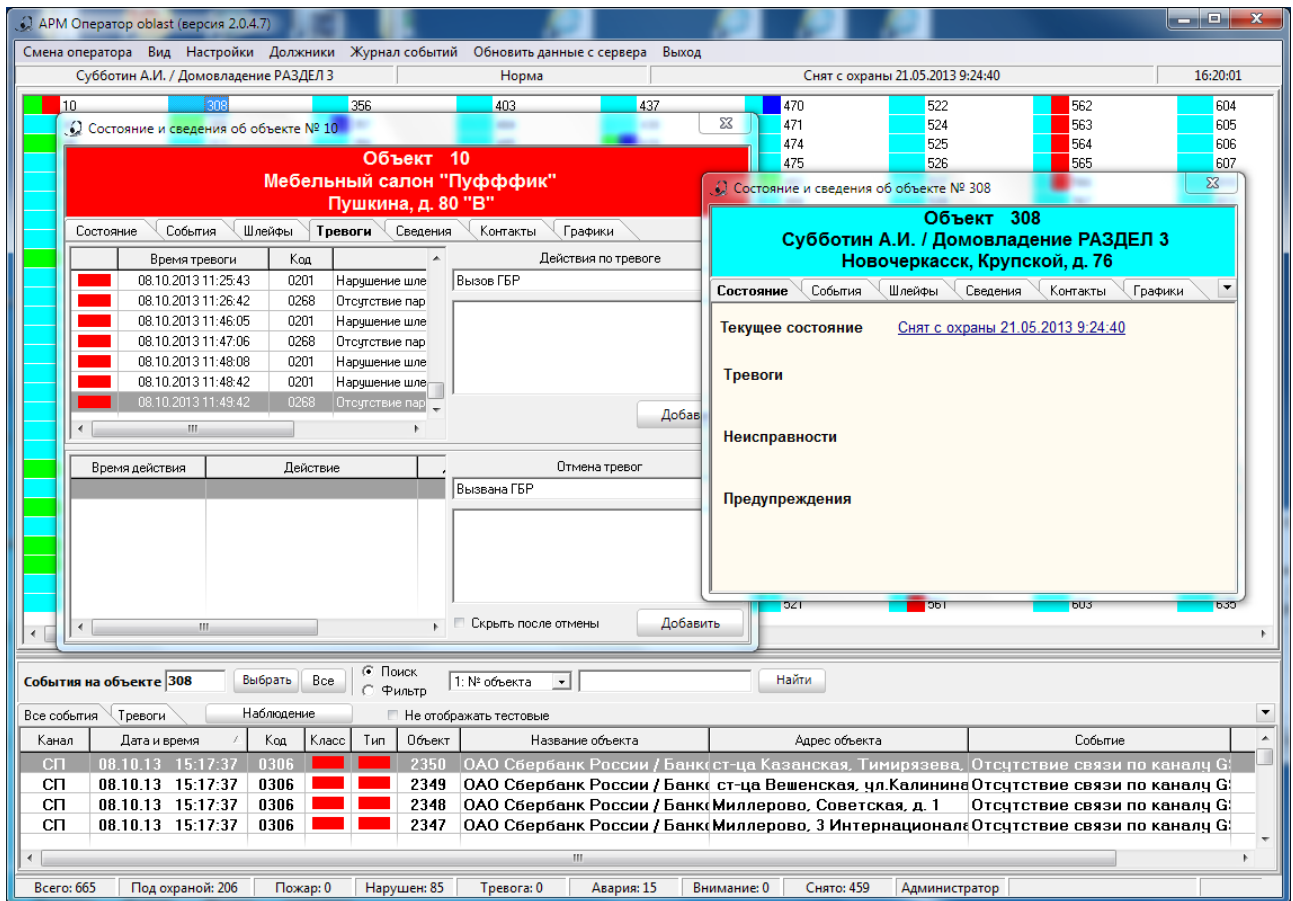 АРМ Оператор oblast (версия 2.0.4.7)
Смена оператора Вид Настройки Должники Журнал событий Обновить данные с сервера Выход
Субботин А.И. / Домовладение РАЗДЕЛ 3 Норма Снят с охраны 21.05.2013 9:24:40 16:20:01
10 308 356 403 437 470 522 562 604
471 524 563 605
474 525 564 606
475 526 565 607
Состояние и сведения об объекте № 10
Объект 10
Мебельный салон "Пуфффик"
Пушкина, д. 80 "В"
Состояние События Шлейфы Тревоги Сведения Контакты Графики
Время тревоги Код
08.10.2013 11:25:43 0201 Нарушение шле
08.10.2013 11:26:42 0268 Отсутствие пар
08.10.2013 11:46:05 0201 Нарушение шле
08.10.2013 11:47:06 0268 Отсутствие пар
08.10.2013 11:48:08 0201 Нарушение шле
08.10.2013 11:48:42 0201 Нарушение шле
08.10.2013 11:49:42 0268 Отсутствие пар
Действия по тревоге
Вызов ГБР
Добав
Время действия Действие
Отмена тревог
Вызвана ГБР
Скрыть после отмены Добавить
Состояние и сведения об объекте № 308
Объект 308
Субботин А.И. / Домовладение РАЗДЕЛ 3
Новочеркасск, Крупской, д. 76
Состояние События Шлейфы Сведения Контакты Графики
Текущее состояние Снят с охраны 21.05.2013 9:24:40
Тревоги
Неисправности
Предупреждения
521 561 603 635
События на объекте 308 Выбрать Все Поиск
Фильтр
1: № объекта Найти
Все события Тревоги Наблюдение Не отображать тестовые
Канал Дата и время Код Класс Тип Объект Название объекта Адрес объекта Событие
СП 08.10.13 15:17:37 0306 2350 ОАО Сбербанк России / Банк ст-ца Казанская, Тимирязева, Отсутствие связи по каналу G
СП 08.10.13 15:17:37 0306 2349 ОАО Сбербанк России / Банк ст-ца Вешенская, ул.Калинина Отсутствие связи по каналу G
СП 08.10.13 15:17:37 0306 2348 ОАО Сбербанк России / Банк Миллерово, Советская, д. 1 Отсутствие связи по каналу G
СП 08.10.13 15:17:37 0306 2347 ОАО Сбербанк России / Банк Миллерово, 3 Интернационала Отсутствие связи по каналу G
Всего: 665 Под охраной: 206 Пожар: 0 Нарушен: 85 Тревога: 0 Авария: 15 Внимание: 0 Снято: 459 Администратор